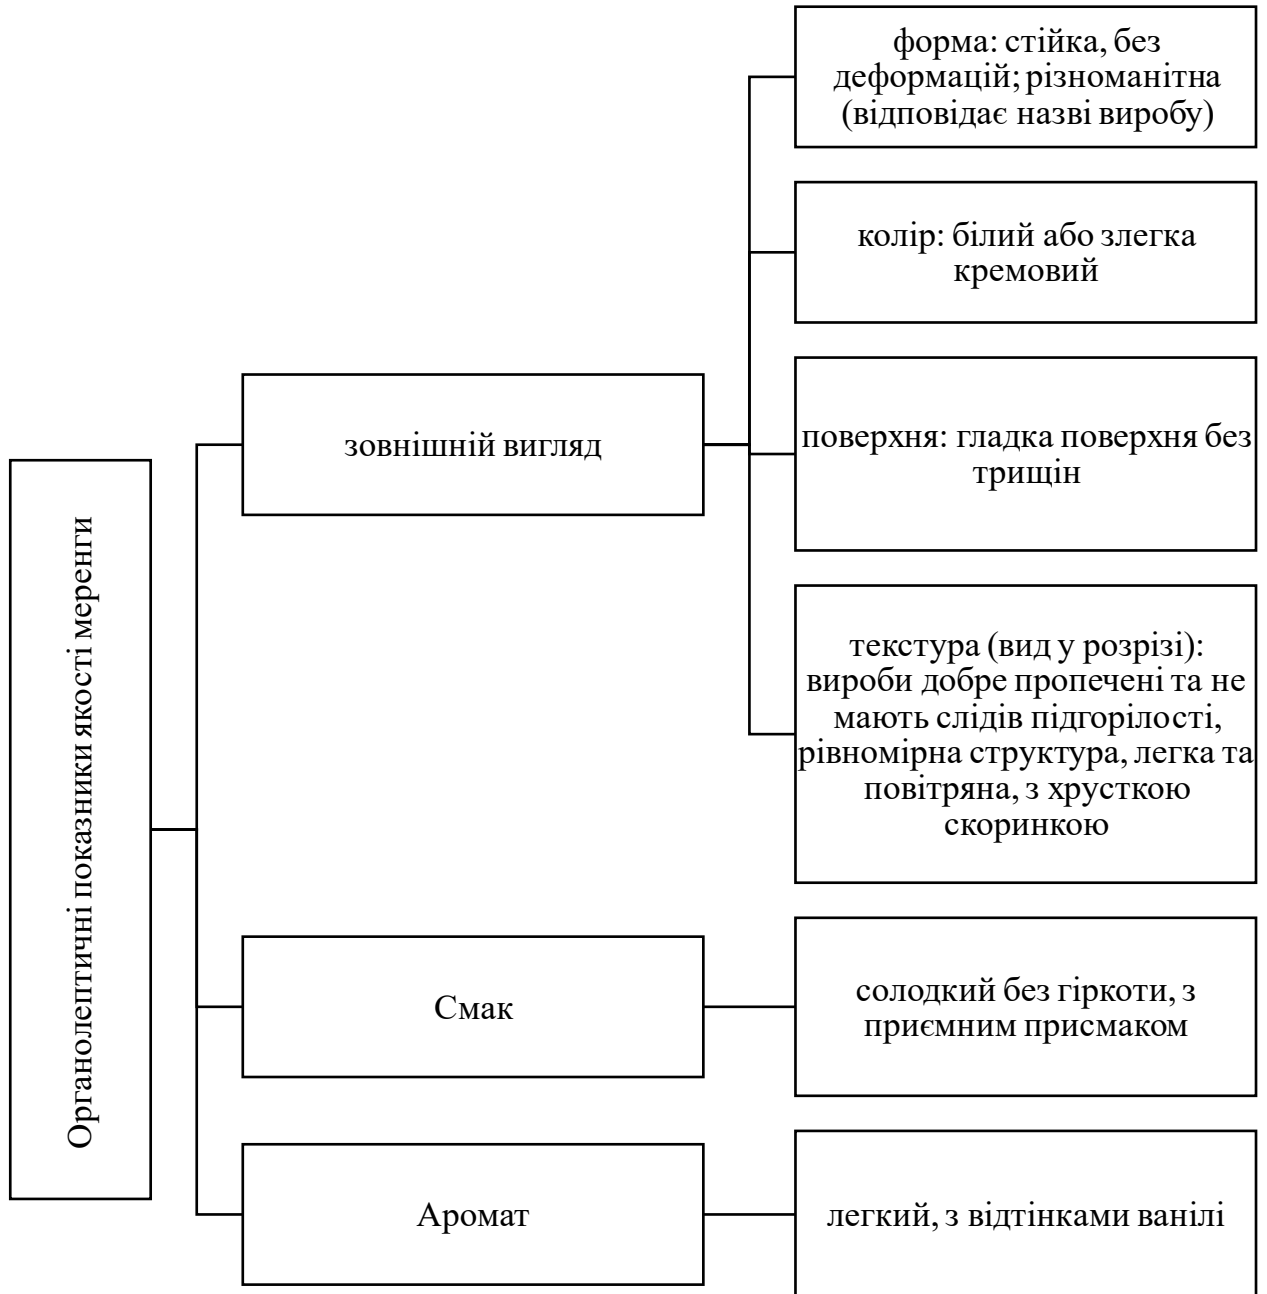 Органолептичні показники якості меренги
зовнішній вигляд
форма: стійка, без
деформацій; різноманітна
(відповідає назві виробу)
колір: білий або злегка
кремовий
поверхня: гладка поверхня без
трищін
текстура (вид у розрізі):
вироби добре пропечені та не
мають слідів підгорілості,
рівномірна структура, легка та
повітряна, з хрусткою
скоринкою
Смак
солодкий без гіркоти, з
приємним присмаком
Аромат
легкий, з відтінками ванілі